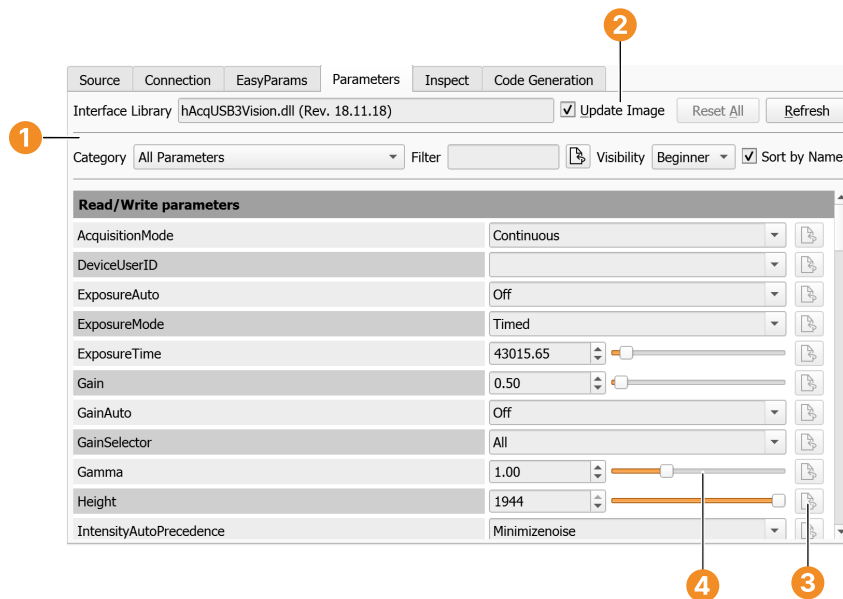 2
Source Connection EasyParams Parameters Inspect Code Generation
Interface Library hAcqUSB3Vision.dll (Rev. 18.11.18) Update Image Reset All Refresh
1
Category All Parameters Filter Visibility Beginner Sort by Name
Read/Write parameters
AcquisitionMode Continuous
DeviceUserID
ExposureAuto Off
ExposureMode Timed
ExposureTime 43015.65
Gain 0.50
GainAuto Off
GainSelector All
Gamma 1.00
Height 1944
IntensityAutoPrecedence Minimizenoise
4 3